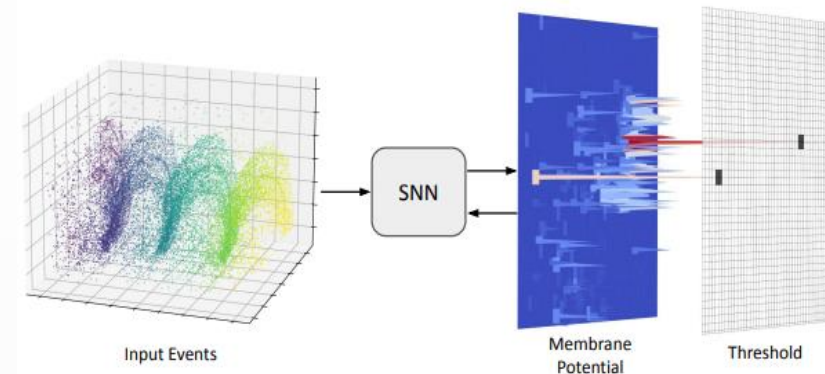 SNN
Input Events
Membrane
Potential
Threshold